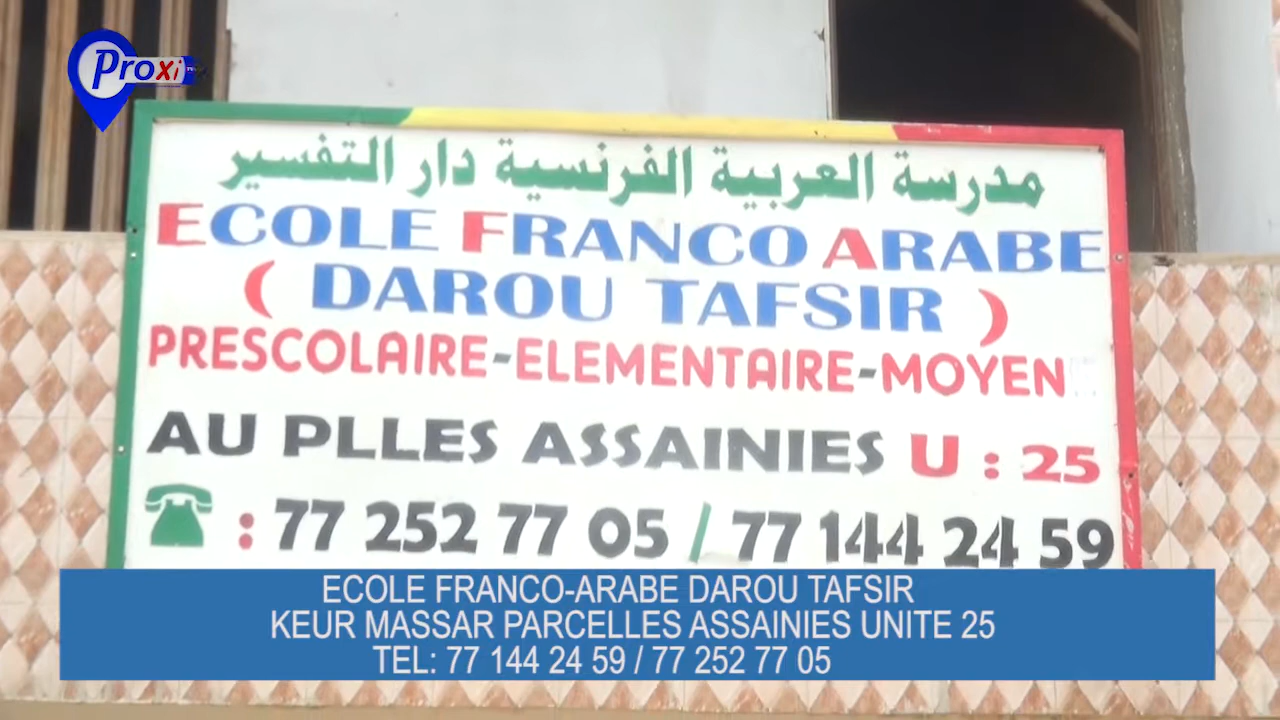 Proxi
مدرسة العربية الفرنسية دار التفسير
ECOLE FRANCO ARABE
( DAROU TAFSIR )
PRESCOLAIRE-ELEMENTAIRE-MOYEN
AU PLLES ASSAINIES U : 25
: 77 252 77 05 / 77 144 24 59
ECOLE FRANCO-ARABE DAROU TAFSIR
KEUR MASSAR PARCELLES ASSAINIES UNITE 25
TEL: 77 144 24 59 / 77 252 77 05